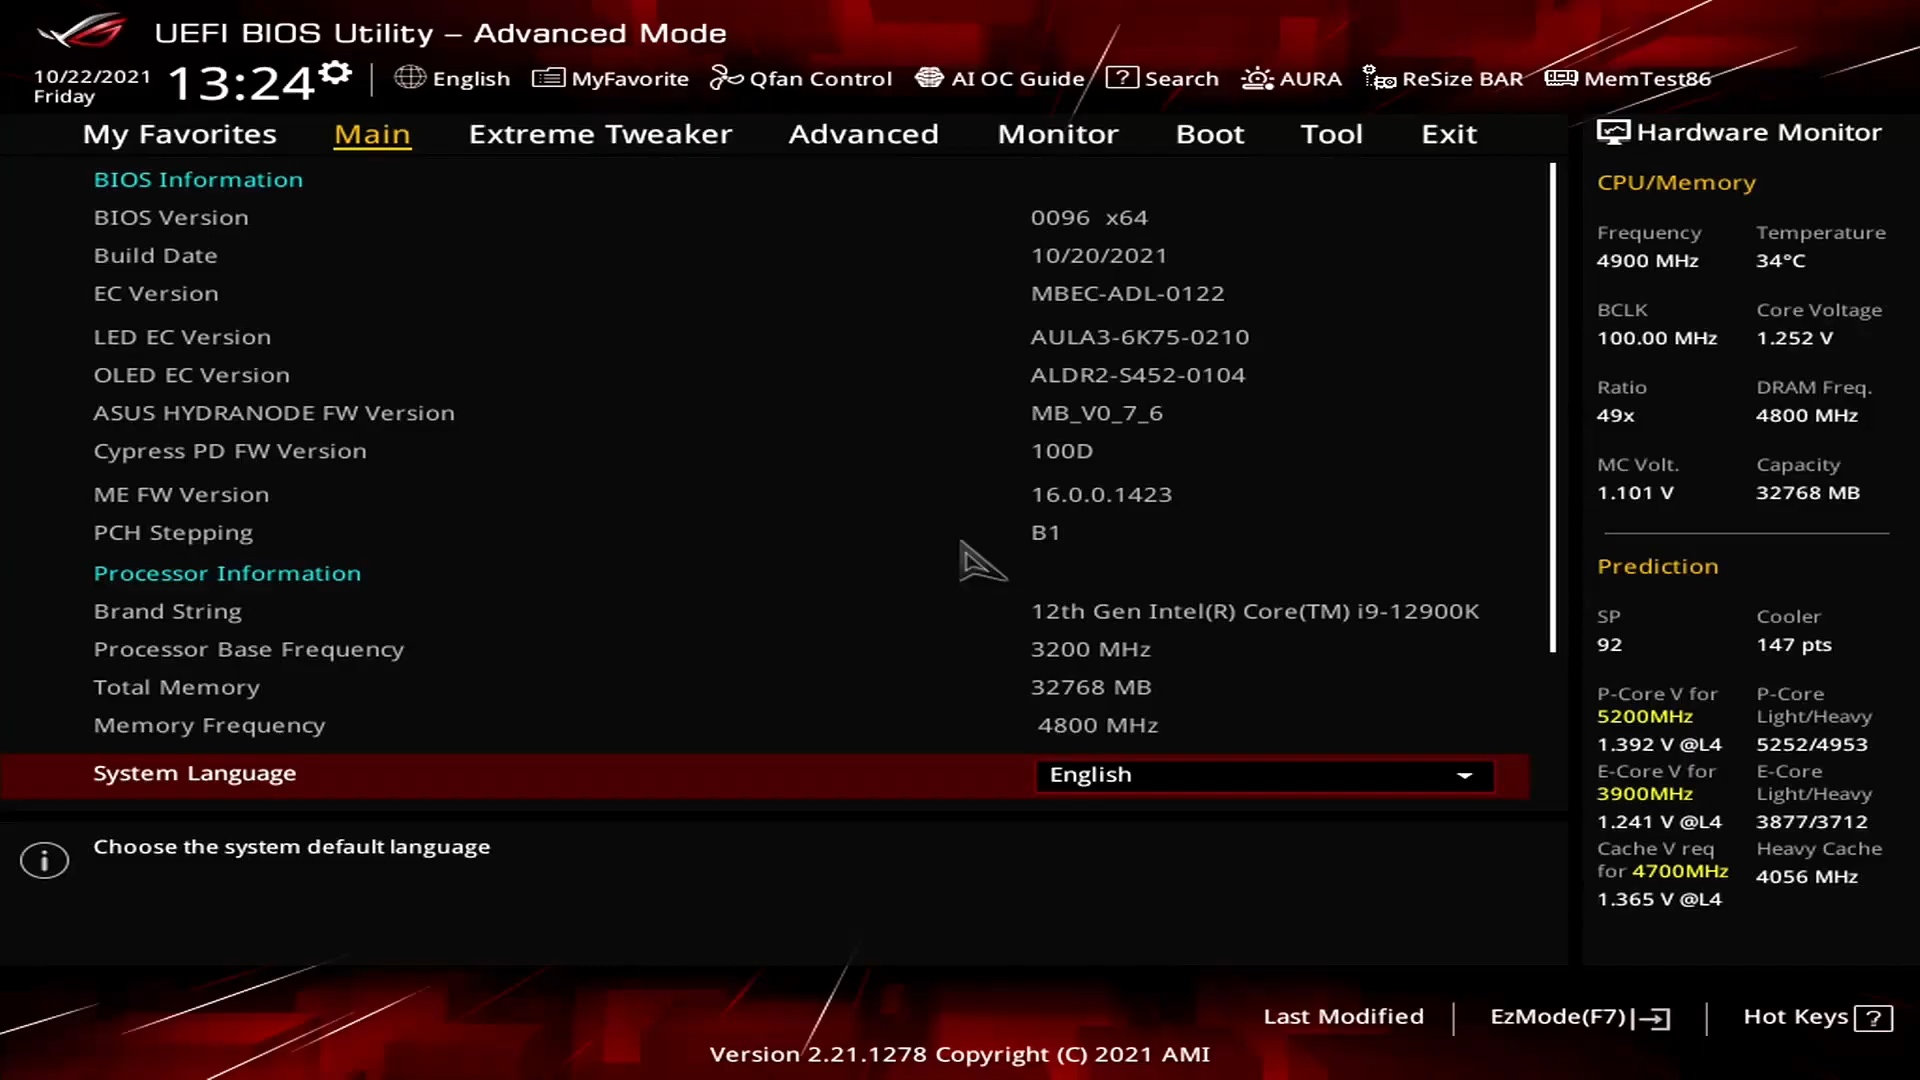 UEFI BIOS Utility – Advanced Mode
10/22/2021
Friday
13:24
English
MyFavorite
Qfan Control
AI OC Guide
Search
AURA
ReSize BAR
MemTest86
My Favorites
Main
Extreme Tweaker
Advanced
Monitor
Boot
Tool
Exit
BIOS Information
BIOS Version 0096 x64
Build Date 10/20/2021
EC Version MBEC-ADL-0122
LED EC Version AULA3-6K75-0210
OLED EC Version ALDR2-S452-0104
ASUS HYDRANODE FW Version MB_V0_7_6
Cypress PD FW Version 100D
ME FW Version 16.0.0.1423
PCH Stepping B1
Processor Information
Brand String 12th Gen Intel(R) Core(TM) i9-12900K
Processor Base Frequency 3200 MHz
Total Memory 32768 MB
Memory Frequency 4800 MHz
System Language English
Choose the system default language
Hardware Monitor
CPU/Memory
Frequency Temperature
4900 MHz 34°C
BCLK Core Voltage
100.00 MHz 1.252 V
Ratio DRAM Freq.
49x 4800 MHz
MC Volt. Capacity
1.101 V 32768 MB
Prediction
SP Cooler
92 147 pts
P-Core V for P-Core
5200MHz Light/Heavy
1.392 V @L4 5252/4953
E-Core V for E-Core
3900MHz Light/Heavy
1.241 V @L4 3877/3712
Cache V req Heavy Cache
for 4700MHz 4056 MHz
1.365 V @L4
Last Modified
EzMode(F7)
Hot Keys ?
Version 2.21.1278 Copyright (C) 2021 AMI